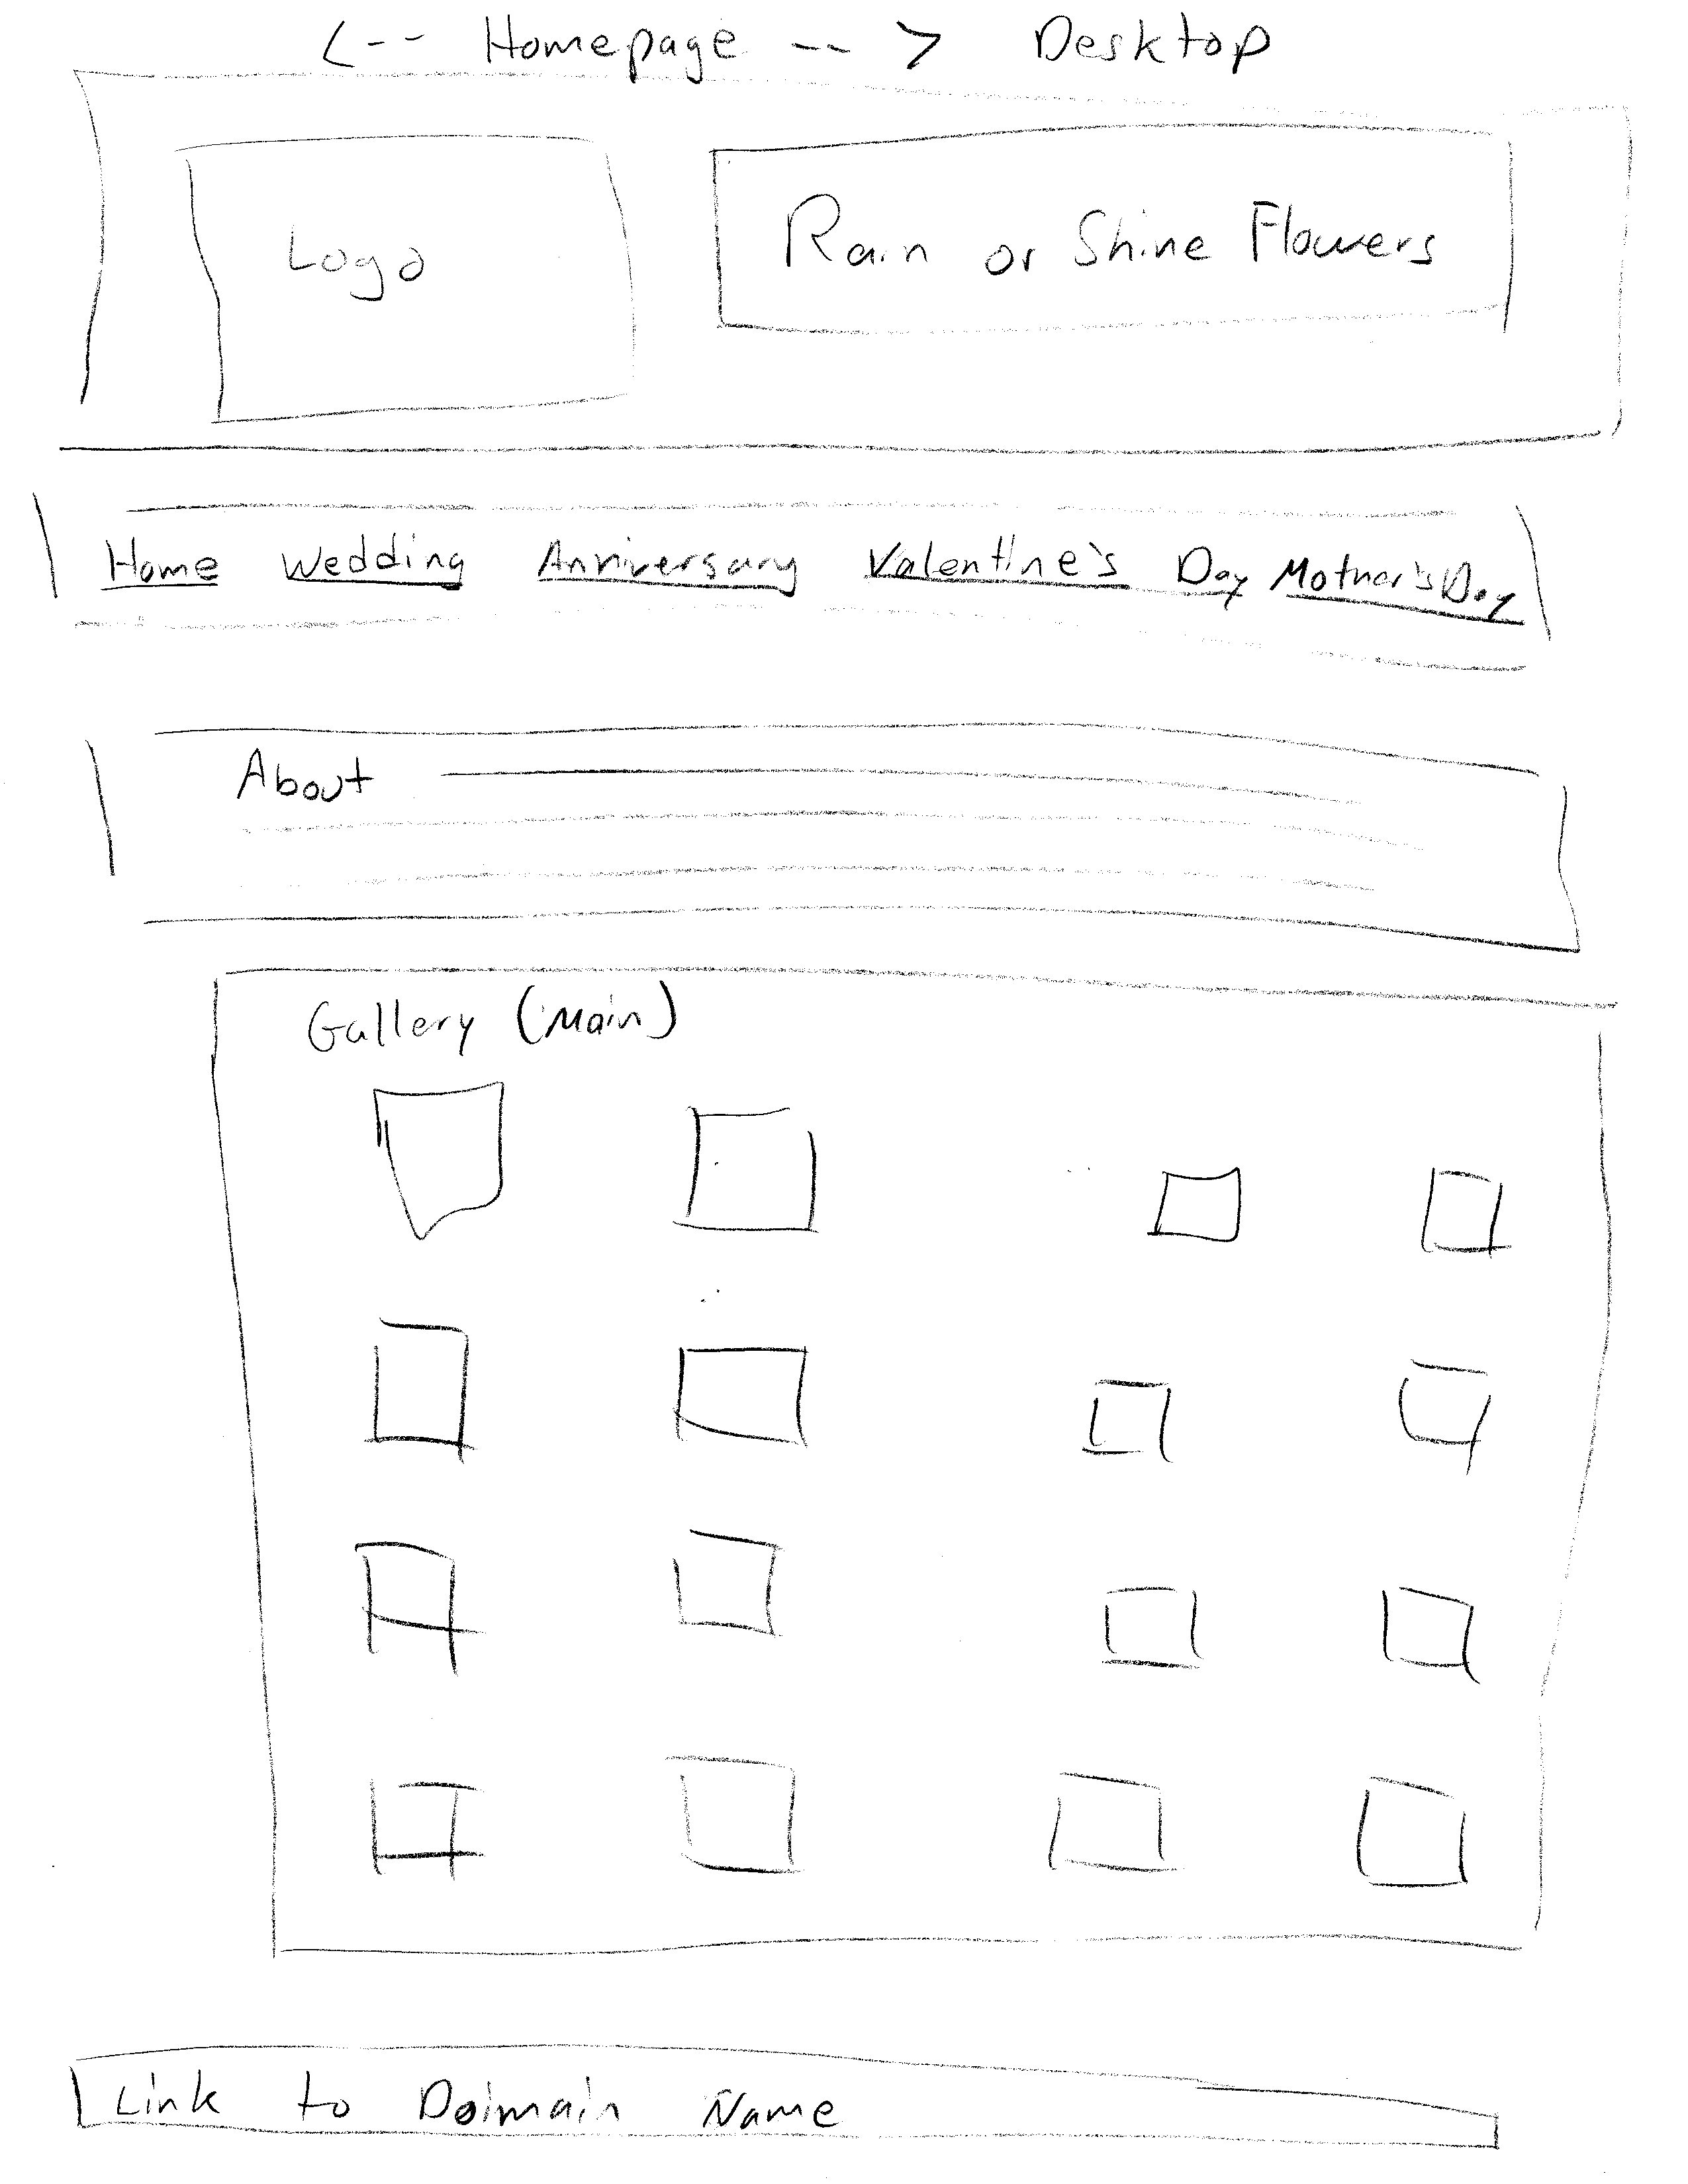 <-- Homepage --> Desktop
Logo
Rain or Shine Flowers
Home Wedding Anniversary Valentine's Day Mother's Day
About
Gallery (Main)
Link to Doimain Name